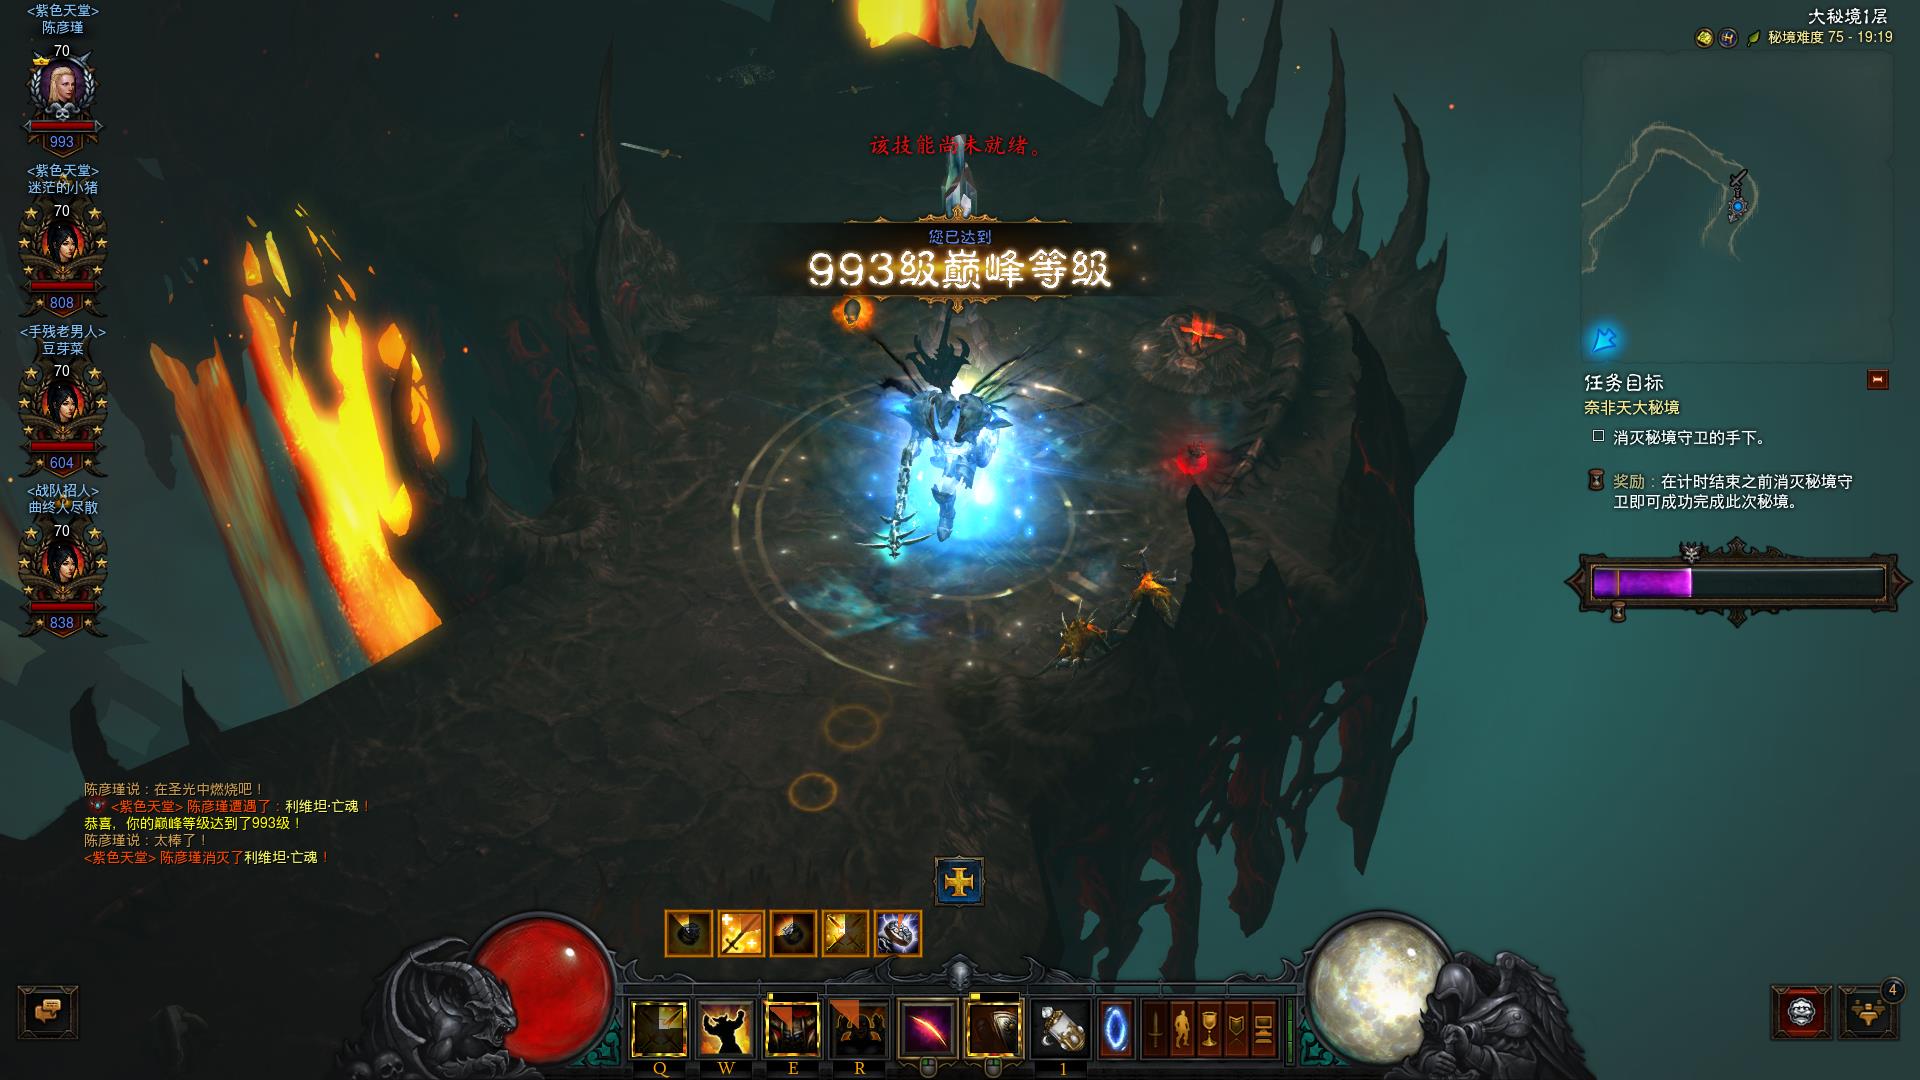 <紫色天堂>
陈彦瑾
70
993
<紫色天堂>
迷茫的小猪
70
808
<手残老男人>
豆芽菜
70
604
<战队招人>
曲终人尽散
70
838
该技能尚未就绪。
您已达到
993级巅峰等级
大秘境1层
秘境难度 75 - 19:19
任务目标
奈非天大秘境
消灭秘境守卫的手下。
奖励：在计时结束之前消灭秘境守
卫即可成功完成此次秘境。
陈彦瑾说：在圣光中燃烧吧！
<紫色天堂> 陈彦瑾遭遇了：利维坦·亡魂！
恭喜，你的巅峰等级达到了993级！
陈彦瑾说：太棒了！
<紫色天堂> 陈彦瑾消灭了利维坦·亡魂！
Q W E R 1
4